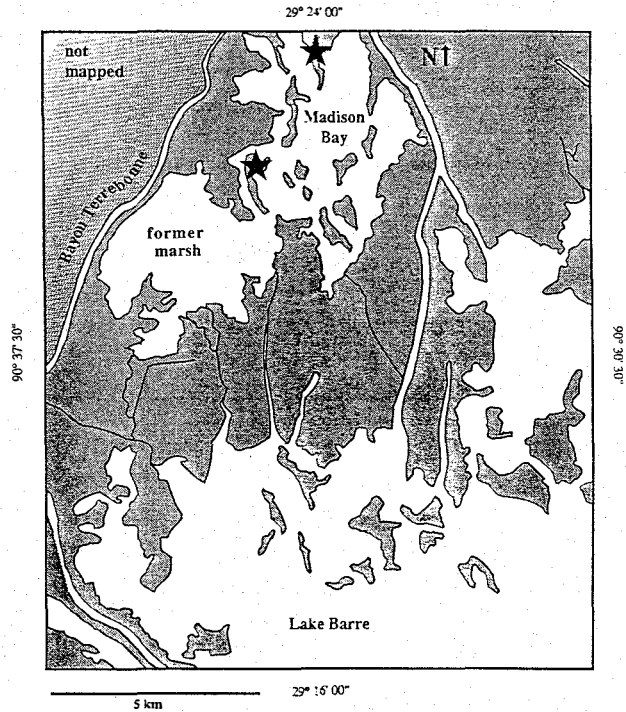 29° 24' 00"
not
mapped
N↑
Madison
Bay
Bayou Terrebonne
former
marsh
90° 37' 30"
90° 30' 30"
Lake Barre
29° 16' 00"
5 km